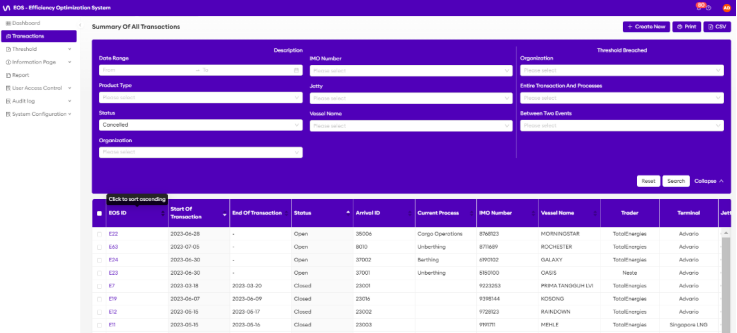 EOS - Efficiency Optimization System
Dashboard
Transactions
Threshold
Information Page
Report
User Access Control
Audit log
System Configuration
Summary Of All Transactions
+ Create New
Print
CSV
Description
Threshold Breached
Date Range
From
To
IMO Number
Please select
Organization
Please select
Product Type
Please select
Jetty
Please select
Entire Transaction And Processes
Please select
Status
Cancelled
Vessel Name
Please select
Between Two Events
Please select
Organization
Please select
Reset
Search
Collapse
Click to sort ascending
EOS ID Start Of Transaction End Of Transaction Status Arrival ID Current Process IMO Number Vessel Name Trader Terminal Jett
E22 2023-06-28 - Open 35006 Cargo Operations 8768123 MORNINGSTAR TotalEnergies Advario
E63 2023-07-05 - Open 8010 Unberthing 8711689 ROCHESTER TotalEnergies Advario
E24 2023-06-30 - Open 37002 Berthing 6190102 GALAXY TotalEnergies Advario
E23 2023-06-30 - Open 37001 Unberthing 5150100 OASIS Neste Advario
E7 2023-03-18 2023-03-20 Closed 23001 9223253 PRIMA TANGGUH LVI TotalEnergies Advario
E19 2023-06-07 2023-06-09 Closed 23016 9398144 KOSONG TotalEnergies Advario
E12 2023-05-15 2023-05-17 Closed 23002 9728123 RAINDOWN TotalEnergies Advario
E11 2023-05-15 2023-05-16 Closed 23003 9191711 MEHLE TotalEnergies Singapore LNG